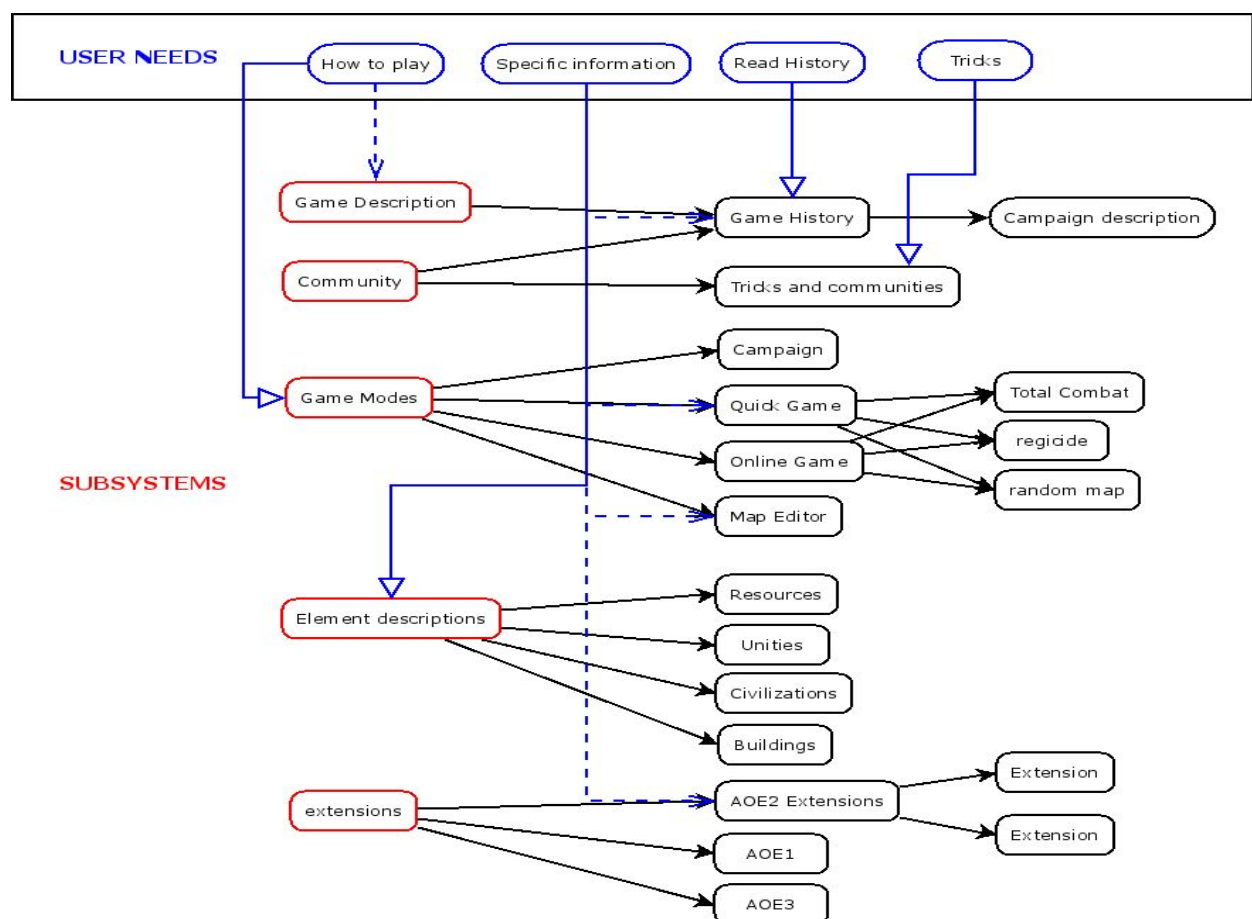 USER NEEDS
How to play
Specific information
Read History
Tricks
Game Description
Game History
Campaign description
Community
Tricks and communities
Campaign
Game Modes
Quick Game
Total Combat
Online Game
regicide
random map
SUBSYSTEMS
Map Editor
Resources
Element descriptions
Unities
Civilizations
Buildings
extensions
AOE2 Extensions
Extension
Extension
AOE1
AOE3